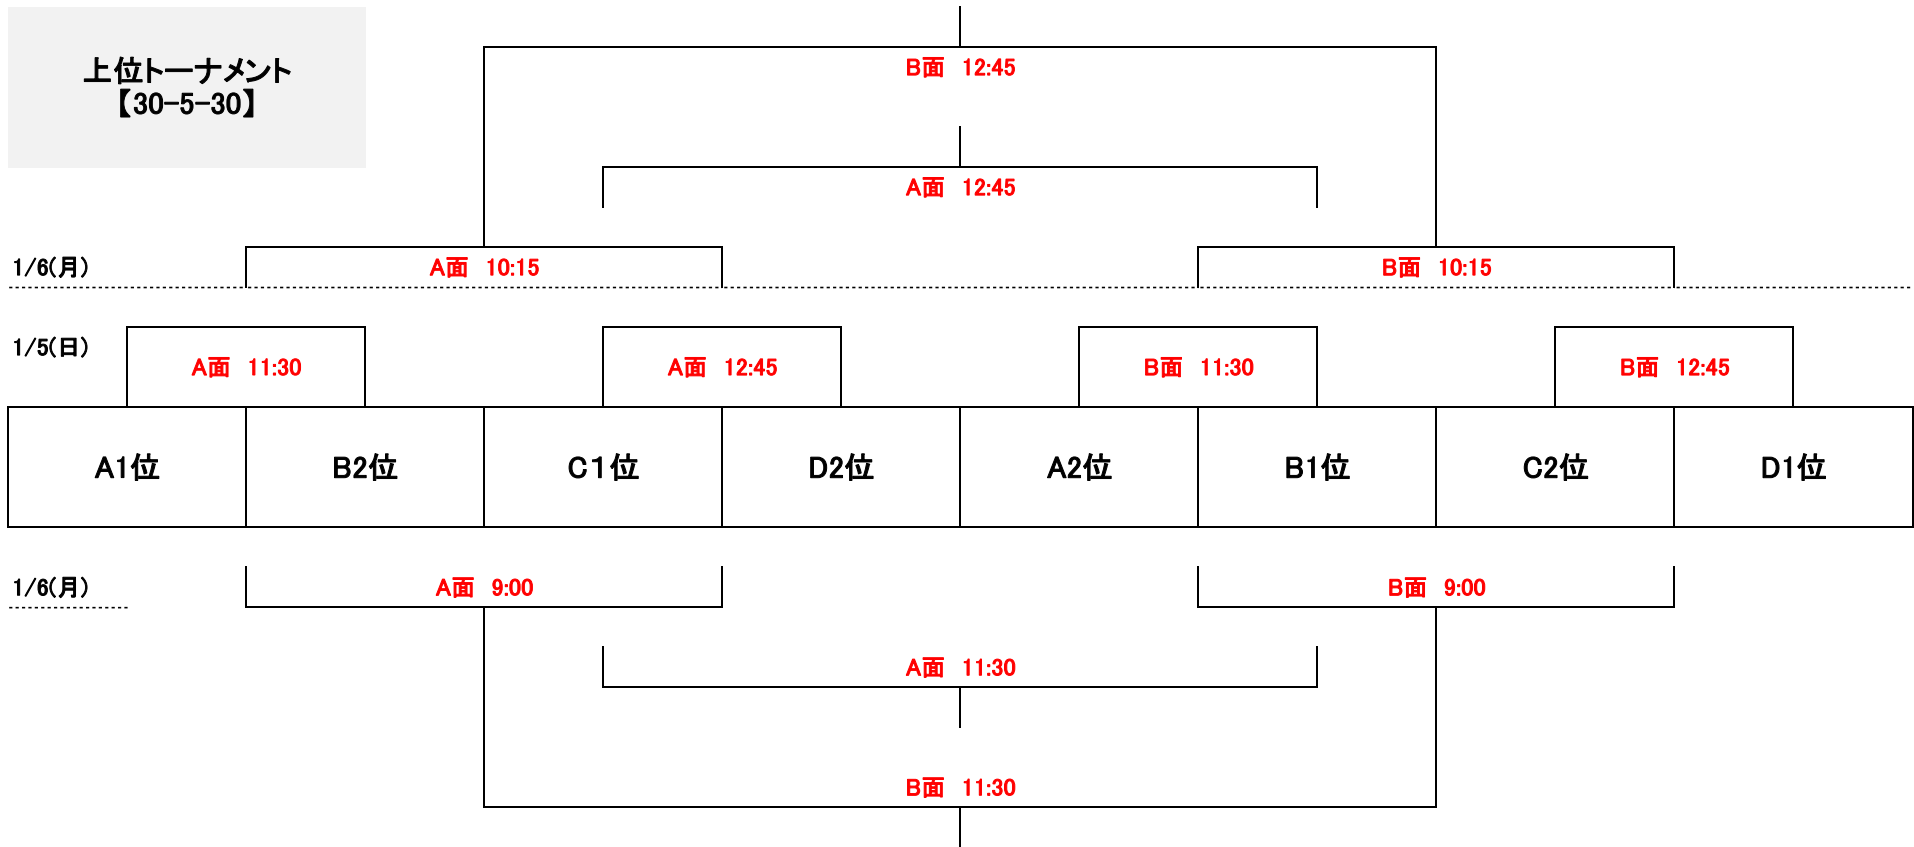 上位トーナメント
【30-5-30】
B面 12:45
A面 12:45
1/6(月)
A面 10:15
B面 10:15
1/5(日)
A面 11:30
A面 12:45
B面 11:30
B面 12:45
A1位
B2位
C１位
D2位
A2位
B1位
C2位
D1位
1/6(月)
A面 9:00
B面 9:00
A面 11:30
B面 11:30